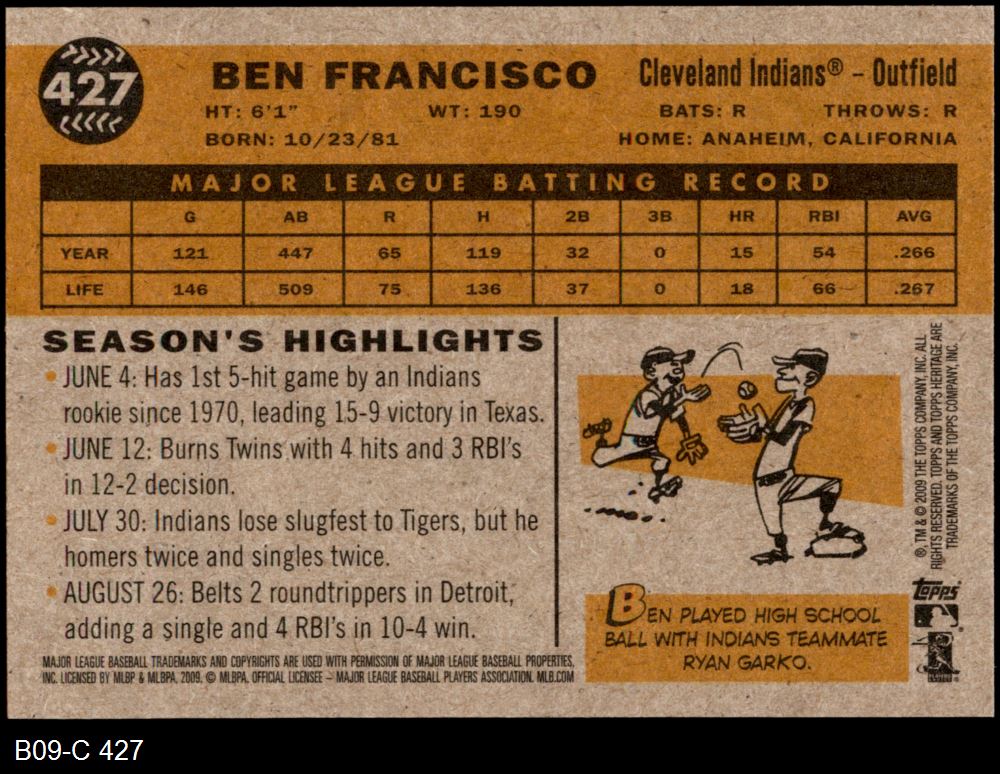 427
BEN FRANCISCO
Cleveland Indians® – Outfield
HT: 6'1" WT: 190 BATS: R THROWS: R
BORN: 10/23/81 HOME: ANAHEIM, CALIFORNIA
MAJOR LEAGUE BATTING RECORD
G AB R H 2B 3B HR RBI AVG
YEAR 121 447 65 119 32 0 15 54 .266
LIFE 146 509 75 136 37 0 18 66 .267
SEASON'S HIGHLIGHTS
• JUNE 4: Has 1st 5-hit game by an Indians
rookie since 1970, leading 15-9 victory in Texas.
• JUNE 12: Burns Twins with 4 hits and 3 RBI's
in 12-2 decision.
• JULY 30: Indians lose slugfest to Tigers, but he
homers twice and singles twice.
• AUGUST 26: Belts 2 roundtrippers in Detroit,
adding a single and 4 RBI's in 10-4 win.
MAJOR LEAGUE BASEBALL TRADEMARKS AND COPYRIGHTS ARE USED WITH PERMISSION OF MAJOR LEAGUE BASEBALL PROPERTIES,
INC. LICENSED BY MLBP & MLBPA, 2009. © MLBPA, OFFICIAL LICENSEE – MAJOR LEAGUE BASEBALL PLAYERS ASSOCIATION. MLB.COM
BEN PLAYED HIGH SCHOOL
BALL WITH INDIANS TEAMMATE
RYAN GARKO.
®, TM & © 2009 THE TOPPS COMPANY, INC. ALL
RIGHTS RESERVED. TOPPS AND TOPPS HERITAGE ARE
TRADEMARKS OF THE TOPPS COMPANY, INC.
Topps
B09-C 427